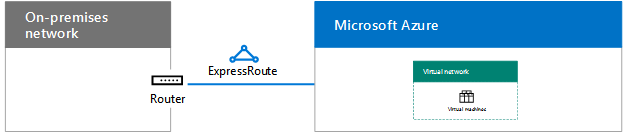 On-premises
network
Microsoft Azure
ExpressRoute
Router
Virtual network
Virtual machines